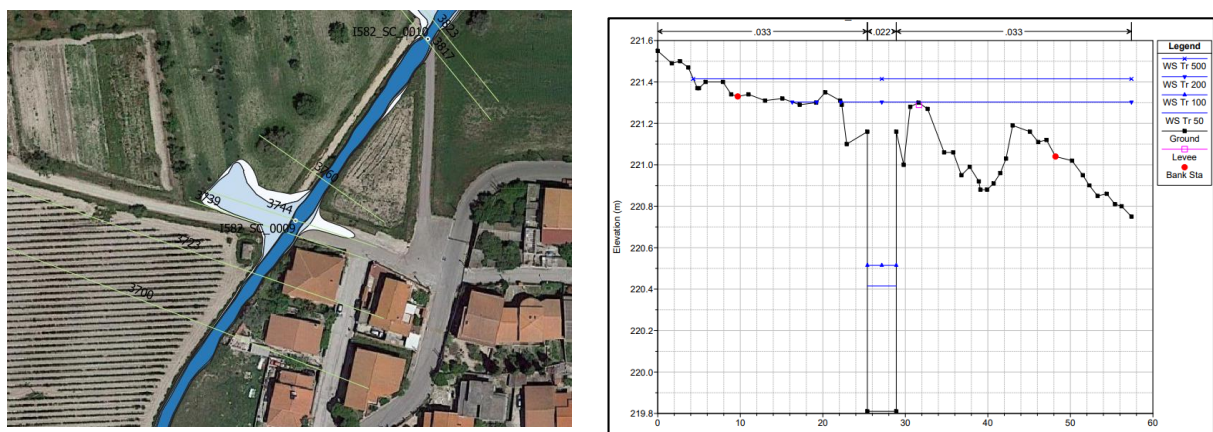 3823
I582_SC_0010
3817
3760
3739
3744
I582_SC_0009
3723
3700
.033
.022
.033
221.6
221.4
221.2
221.0
220.8
220.6
220.4
220.2
220.0
219.8
Elevation (m)
0
10
20
30
40
50
60
Legend
WS Tr 500
WS Tr 200
WS Tr 100
WS Tr 50
Ground
Levee
Bank Sta